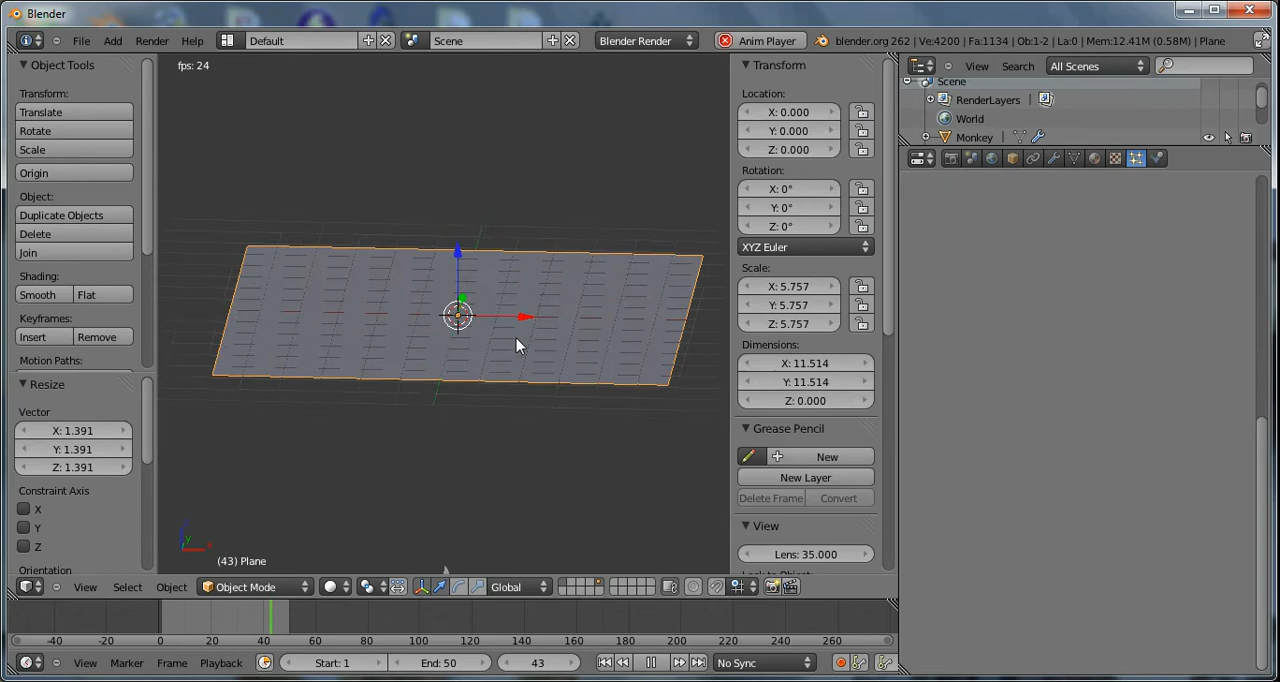 Blender
File Add Render Help Default Scene Blender Render Anim Player blender.org 262 | Ve:4200 | Fa:1134 | Ob:1-2 | La:0 | Mem:12.41M (0.58M) | Plane
Object Tools
Transform:
Translate
Rotate
Scale
Origin
Object:
Duplicate Objects
Delete
Join
Shading:
Smooth Flat
Keyframes:
Insert Remove
Motion Paths:
Resize
Vector
X: 1.391
Y: 1.391
Z: 1.391
Constraint Axis
X
Y
Z
Orientation
fps: 24
(43) Plane
Transform
Location:
X: 0.000
Y: 0.000
Z: 0.000
Rotation:
X: 0°
Y: 0°
Z: 0°
XYZ Euler
Scale:
X: 5.757
Y: 5.757
Z: 5.757
Dimensions:
X: 11.514
Y: 11.514
Z: 0.000
Grease Pencil
New
New Layer
Delete Frame Convert
View
Lens: 35.000
View Search All Scenes
Scene
RenderLayers |
World
Monkey |
View Select Object Object Mode Global
-40 -20 0 20 40 60 80 100 120 140 160 180 200 220 240 260
View Marker Frame Playback Start: 1 End: 50 43 No Sync